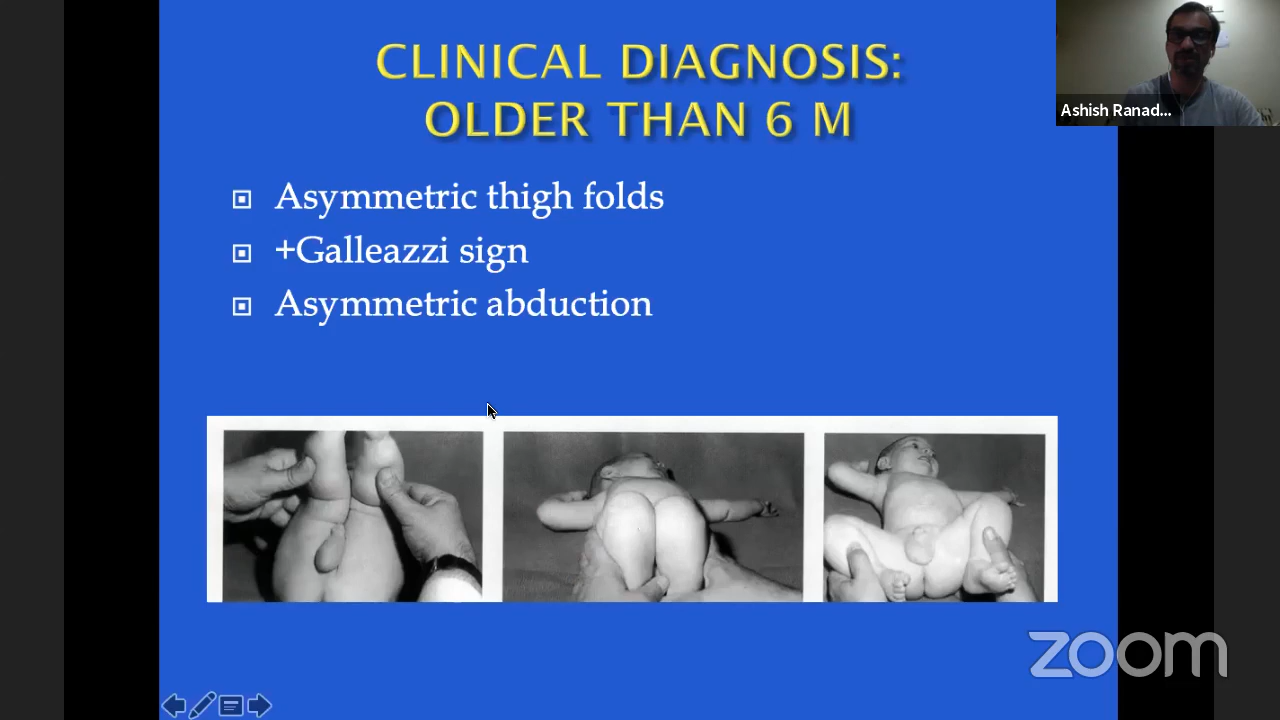 CLINICAL DIAGNOSIS:
OLDER THAN 6 M
Asymmetric thigh folds
+Galleazzi sign
Asymmetric abduction
Ashish Ranad...
zoom